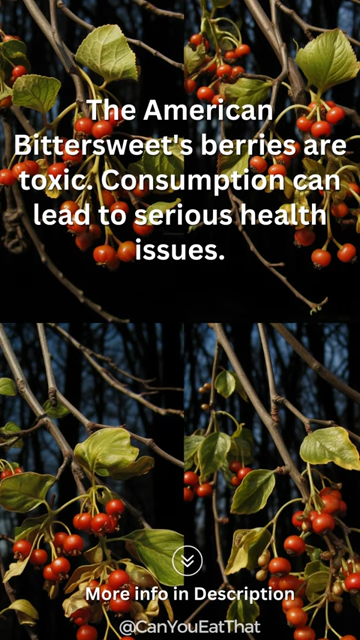 The American
Bittersweet's berries are
toxic. Consumption can
lead to serious health
issues.
More info in Description
@CanYouEatThat